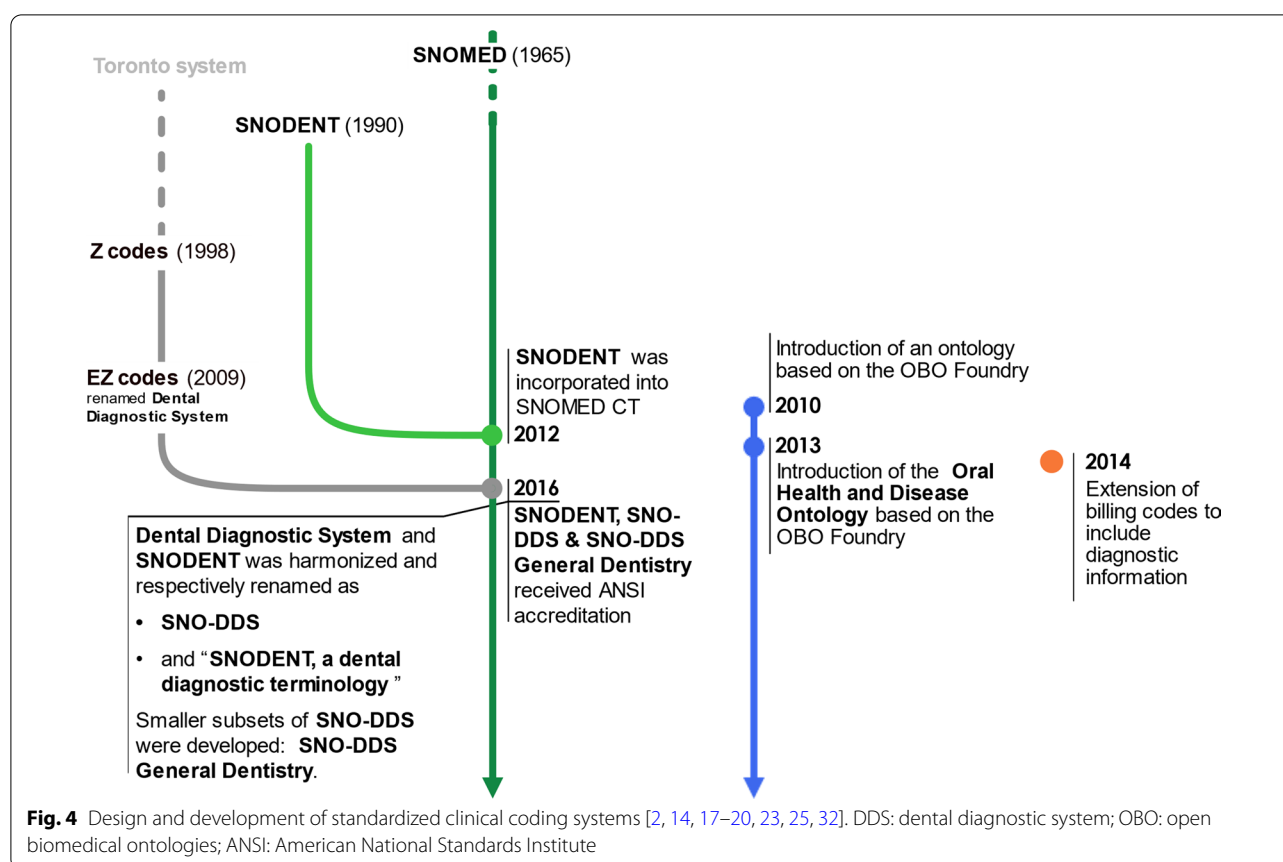 SNOMED (1965)
Toronto system
SNODENT (1990)
Z codes (1998)
EZ codes (2009)
renamed Dental
Diagnostic System
SNODENT was
incorporated into
SNOMED CT
2012
2016
SNODENT, SNO-
DDS & SNO-DDS
General Dentistry
received ANSI
accreditation
Dental Diagnostic System and
SNODENT was harmonized and
respectively renamed as
• SNO-DDS
• and “SNODENT, a dental
diagnostic terminology ”
Smaller subsets of SNO-DDS
were developed: SNO-DDS
General Dentistry.
Introduction of an ontology
based on the OBO Foundry
2010
2013
Introduction of the Oral
Health and Disease
Ontology based on the
OBO Foundry
2014
Extension of
billing codes to
include
diagnostic
information
Fig. 4 Design and development of standardized clinical coding systems [2, 14, 17–20, 23, 25, 32]. DDS: dental diagnostic system; OBO: open
biomedical ontologies; ANSI: American National Standards Institute